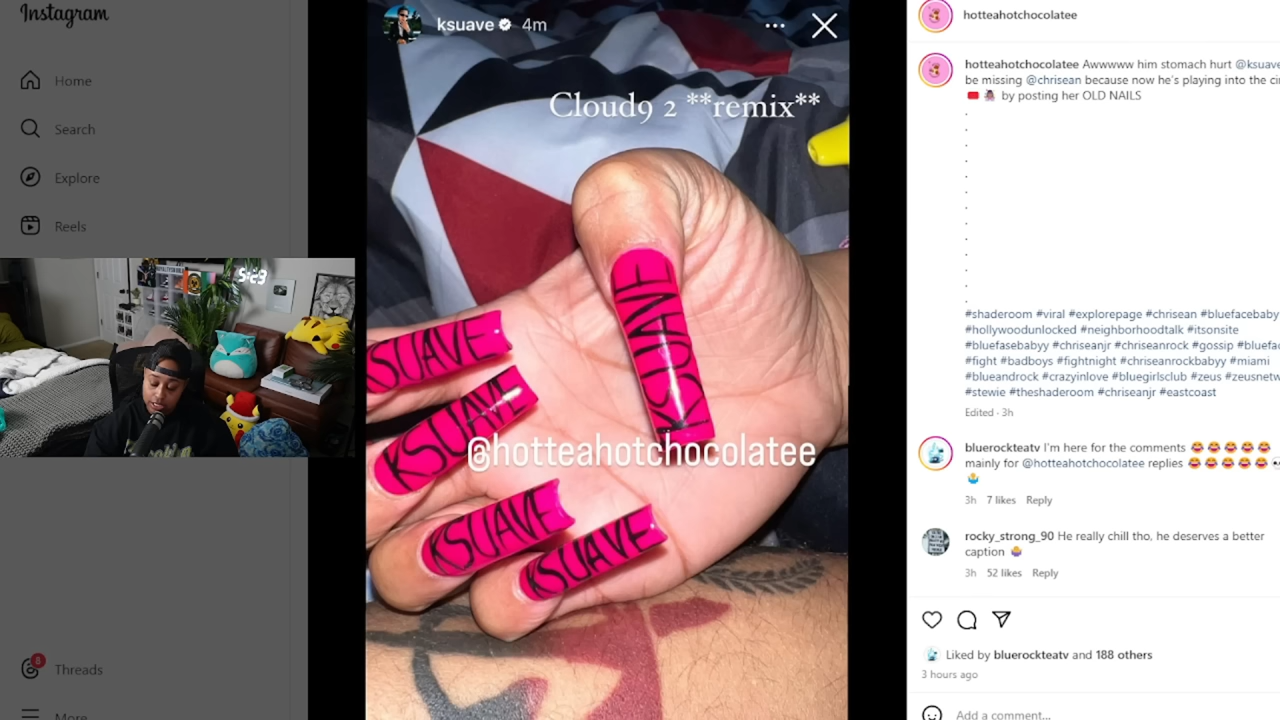 Instagram
Home
Search
Explore
Reels
8
Threads
More
5:29
ksuave 4m
Cloud9 2 **remix**
KSUAVE
KSUAVE
KSUAVE
KSUAVE
KSUAVE
@hotteahotchocolatee
hotteahotchocolatee
hotteahotchocolatee Awwwww him stomach hurt @ksuave
be missing @chrisean because now he's playing into the
by posting her OLD NAILS
.
.
.
.
.
.
.
.
.
.
.
.
.
#shaderoom #viral #explorepage #chrisean #bluefacebaby
#hollywoodunlocked #neighborhoodtalk #itsonsite
#bluefasebabyy #chriseanjr #chriseanrock #gossip
#fight #badboys #fightnight #chriseanrockbabyy #miami
#blueandrock #crazyinlove #bluegirlsclub #zeus
#stewie #theshaderoom #chriseanjr #eastcoast
Edited · 3h
bluerockteatv I'm here for the comments 😂😂😂😂😂
mainly for @hotteahotchocolatee replies 😂😂😂😂😂
3h 7 likes Reply
rocky_strong_90 He really chill tho, he deserves a better
caption
3h 52 likes Reply
Liked by bluerockteatv and 188 others
3 hours ago
Add a comment...